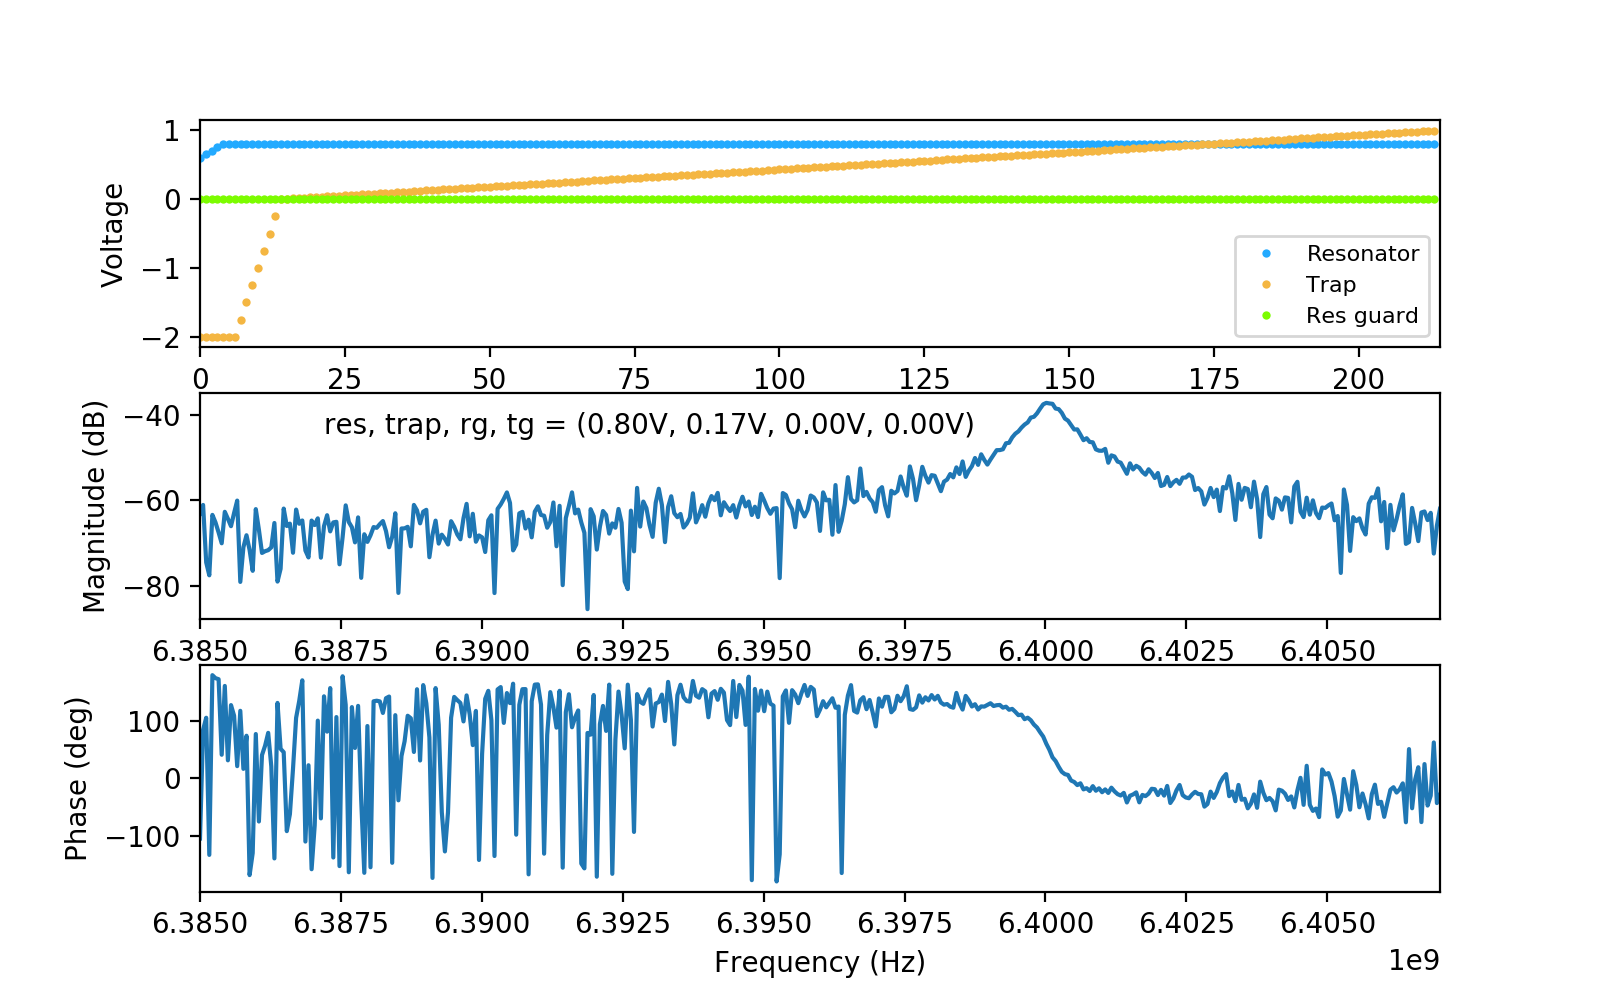 1
0
−1
−2
Voltage
Resonator
Trap
Res guard
0 25 50 75 100 125 150 175 200
−40
−60
−80
Magnitude (dB)
res, trap, rg, tg = (0.80V, 0.17V, 0.00V, 0.00V)
6.3850 6.3875 6.3900 6.3925 6.3950 6.3975 6.4000 6.4025 6.4050
100
0
−100
Phase (deg)
6.3850 6.3875 6.3900 6.3925 6.3950 6.3975 6.4000 6.4025 6.4050
Frequency (Hz)
1e9